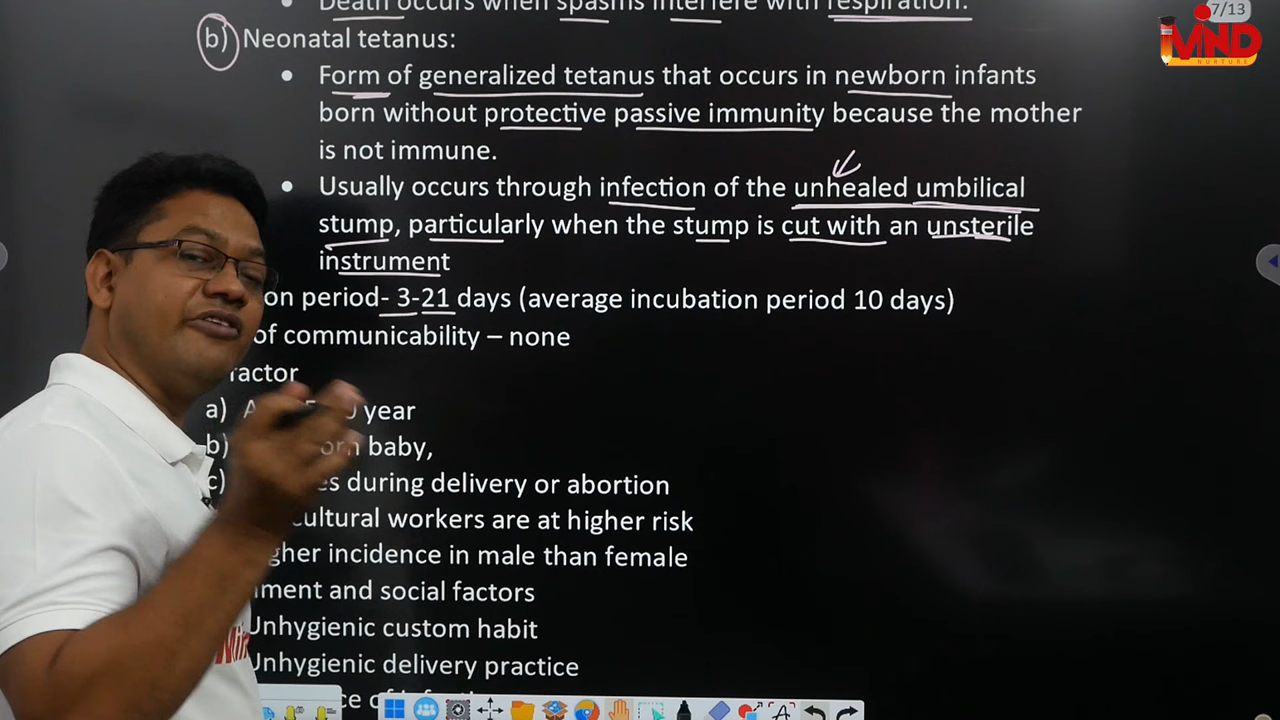 • Death occurs when spasms interfere with respiration.
7/13
MIND
NURTURE
b) Neonatal tetanus:
• Form of generalized tetanus that occurs in newborn infants
born without protective passive immunity because the mother
is not immune.
• Usually occurs through infection of the unhealed umbilical
stump, particularly when the stump is cut with an unsterile
instrument
period- 3-21 days (average incubation period 10 days)
of communicability – none
factor
a) year
b) baby,
c) during delivery or abortion
workers are at higher risk
incidence in male than female
and social factors
Unhygienic custom habit
Unhygienic delivery practice